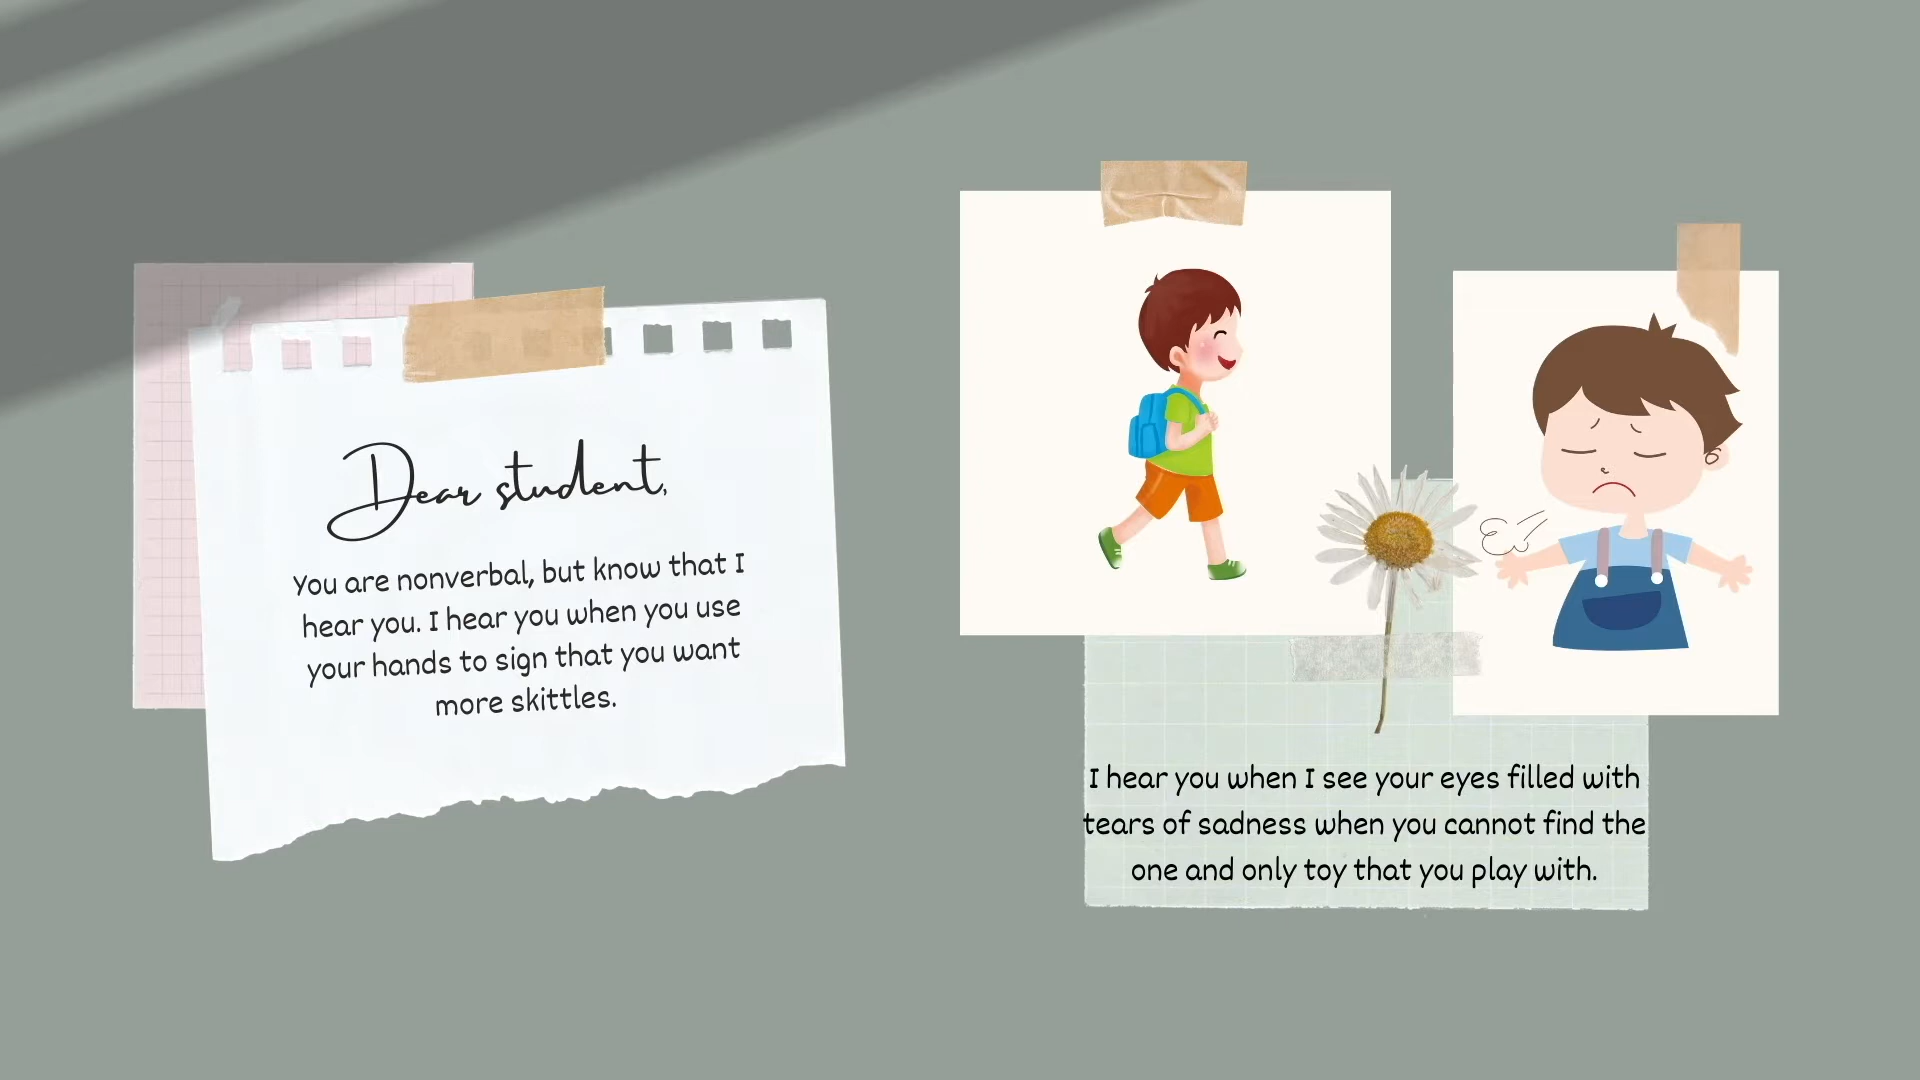 Dear student,
You are nonverbal, but know that I
hear you. I hear you when you use
your hands to sign that you want
more skittles.
I hear you when I see your eyes filled with
tears of sadness when you cannot find the
one and only toy that you play with.